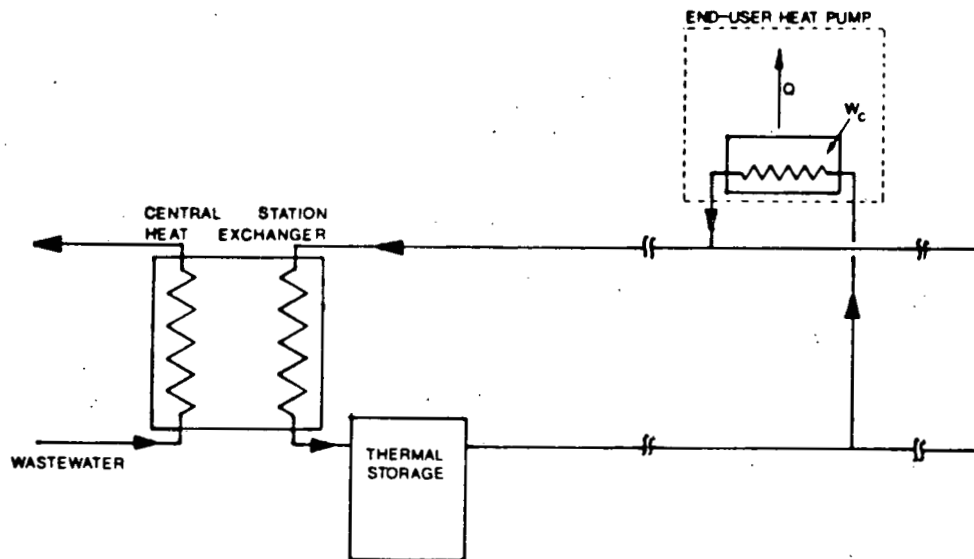 END-USER HEAT PUMP
Q
Wc
CENTRAL STATION
HEAT EXCHANGER
WASTEWATER
THERMAL
STORAGE